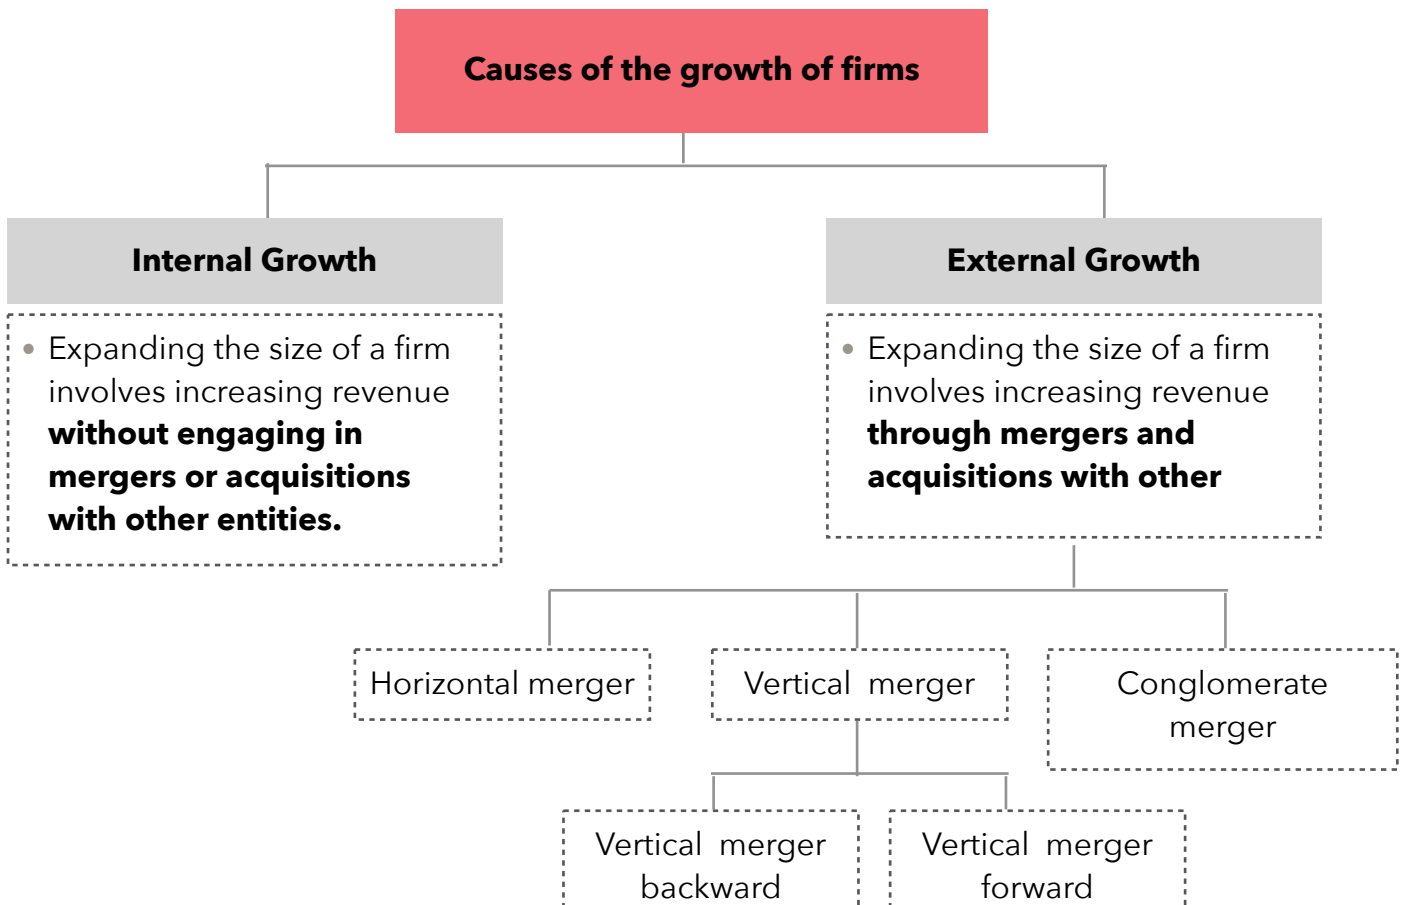 Causes of the growth of firms
Internal Growth
• Expanding the size of a firm
involves increasing revenue
without engaging in
mergers or acquisitions
with other entities.
External Growth
• Expanding the size of a firm
involves increasing revenue
through mergers and
acquisitions with other
Horizontal merger
Vertical merger
Conglomerate
merger
Vertical merger
backward
Vertical merger
forward